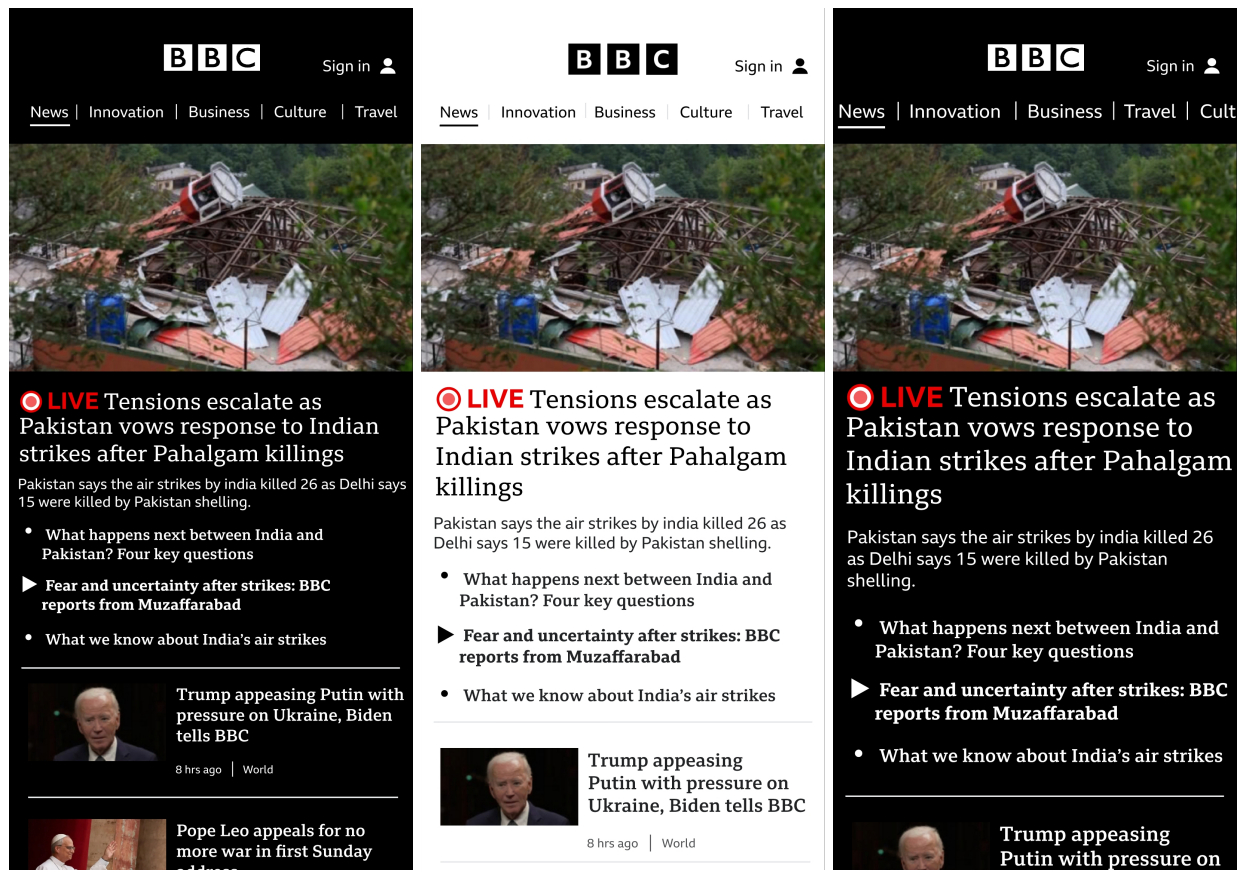 BBC
Sign in
News | Innovation | Business | Culture | Travel
LIVE Tensions escalate as
Pakistan vows response to Indian
strikes after Pahalgam killings
Pakistan says the air strikes by india killed 26 as Delhi says
15 were killed by Pakistan shelling.
• What happens next between India and
Pakistan? Four key questions
Fear and uncertainty after strikes: BBC
reports from Muzaffarabad
• What we know about India's air strikes
Trump appeasing Putin with
pressure on Ukraine, Biden
tells BBC
8 hrs ago | World
Pope Leo appeals for no
more war in first Sunday
address
BBC
Sign in
News | Innovation | Business | Culture | Travel
LIVE Tensions escalate as
Pakistan vows response to
Indian strikes after Pahalgam
killings
Pakistan says the air strikes by india killed 26 as
Delhi says 15 were killed by Pakistan shelling.
• What happens next between India and
Pakistan? Four key questions
Fear and uncertainty after strikes: BBC
reports from Muzaffarabad
• What we know about India's air strikes
Trump appeasing
Putin with pressure on
Ukraine, Biden tells BBC
8 hrs ago | World
BBC
Sign in
News | Innovation | Business | Travel | Cult
LIVE Tensions escalate as
Pakistan vows response to
Indian strikes after Pahalgam
killings
Pakistan says the air strikes by india killed 26
as Delhi says 15 were killed by Pakistan
shelling.
• What happens next between India and
Pakistan? Four key questions
Fear and uncertainty after strikes: BBC
reports from Muzaffarabad
• What we know about India's air strikes
Trump appeasing
Putin with pressure on